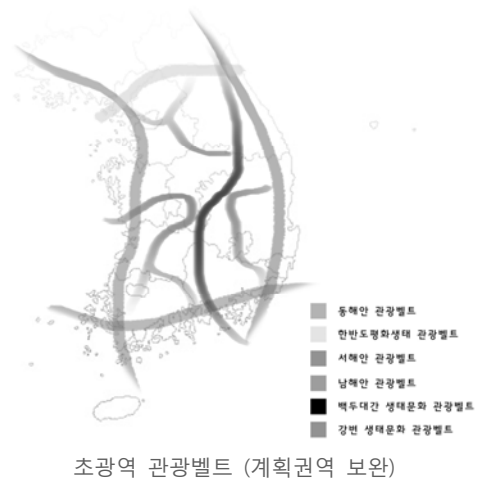 동해안 관광벨트
한반도평화생태 관광벨트
서해안 관광벨트
남해안 관광벨트
백두대간 생태문화 관광벨트
강변 생태문화 관광벨트
초광역 관광벨트 (계획권역 보완)